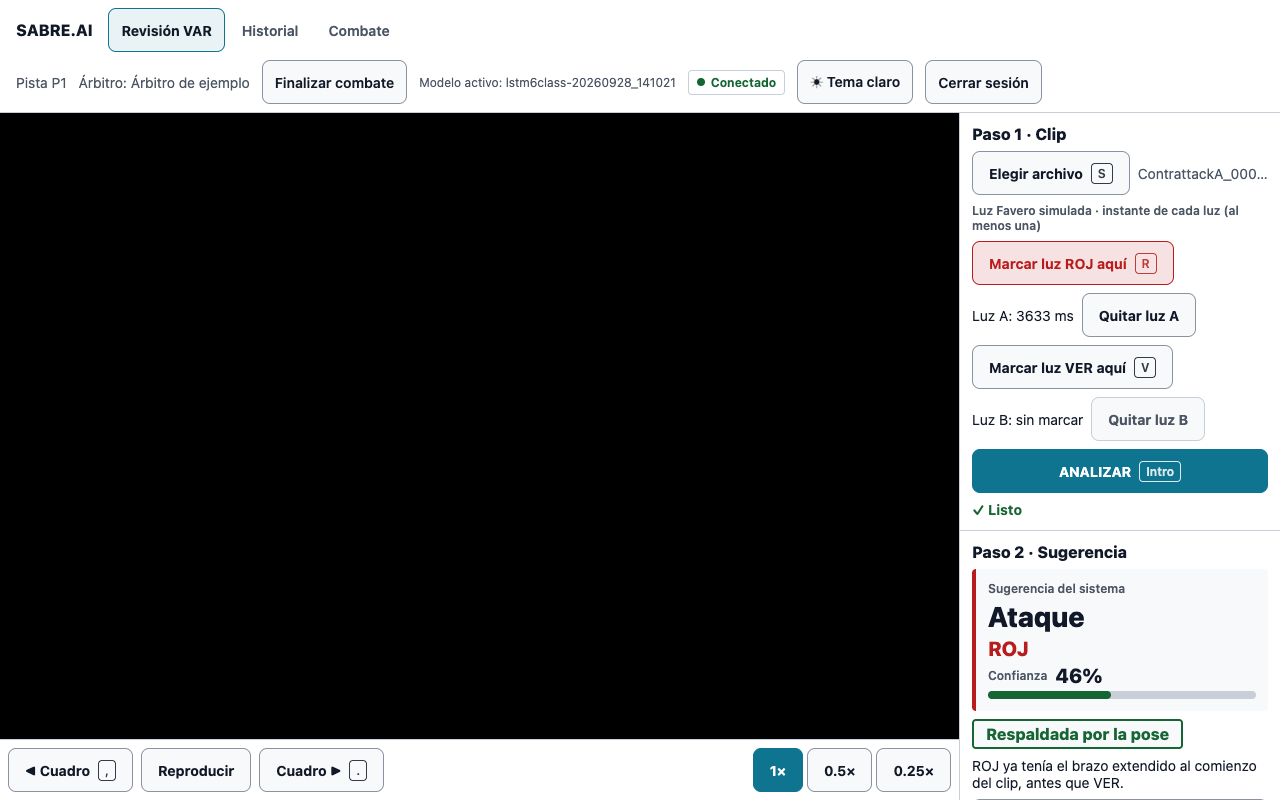 SABRE.AI Revisión VAR Historial Combate
Pista P1 Árbitro: Árbitro de ejemplo Finalizar combate Modelo activo: lstm6class-20260928_141021 Conectado ☀ Tema claro Cerrar sesión
Paso 1 · Clip
Elegir archivo S ContrattackA_000...
Luz Favero simulada · instante de cada luz (al
menos una)
Marcar luz ROJ aquí R
Luz A: 3633 ms Quitar luz A
Marcar luz VER aquí V
Luz B: sin marcar Quitar luz B
ANALIZAR Intro
✓ Listo
Paso 2 · Sugerencia
Sugerencia del sistema
Ataque
ROJ
Confianza 46%
Respaldada por la pose
ROJ ya tenía el brazo extendido al comienzo
del clip, antes que VER.
◄ Cuadro , Reproducir Cuadro ► . 1× 0.5× 0.25×